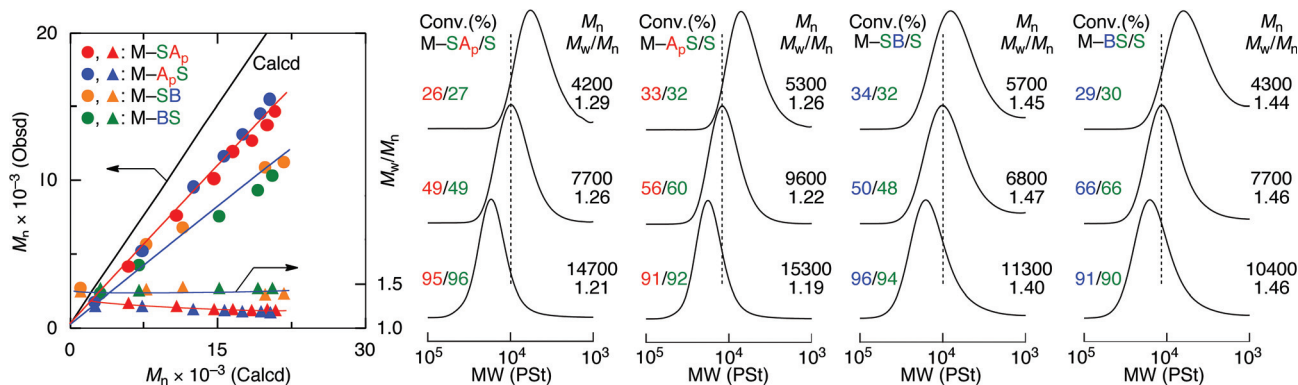 20
10
0
0
15
30
Mn × 10−3 (Obsd)
Mn × 10−3 (Calcd)
Calcd
●, ▲: M–SAp
●, ▲: M–ApS
●, ▲: M–SB
●, ▲: M–BS
Mw/Mn
1.5
1.0
Conv.(%)
M–SAp/S
Mn
Mw/Mn
26/27
4200
1.29
49/49
7700
1.26
95/96
14700
1.21
105
104
103
MW (PSt)
Conv.(%)
M–ApS/S
Mn
Mw/Mn
33/32
5300
1.26
56/60
9600
1.22
91/92
15300
1.19
105
104
103
MW (PSt)
Conv.(%)
M–SB/S
Mn
Mw/Mn
34/32
5700
1.45
50/48
6800
1.47
96/94
11300
1.40
105
104
103
MW (PSt)
Conv.(%)
M–BS/S
Mn
Mw/Mn
29/30
4300
1.44
66/66
7700
1.46
91/90
10400
1.46
105
104
103
MW (PSt)